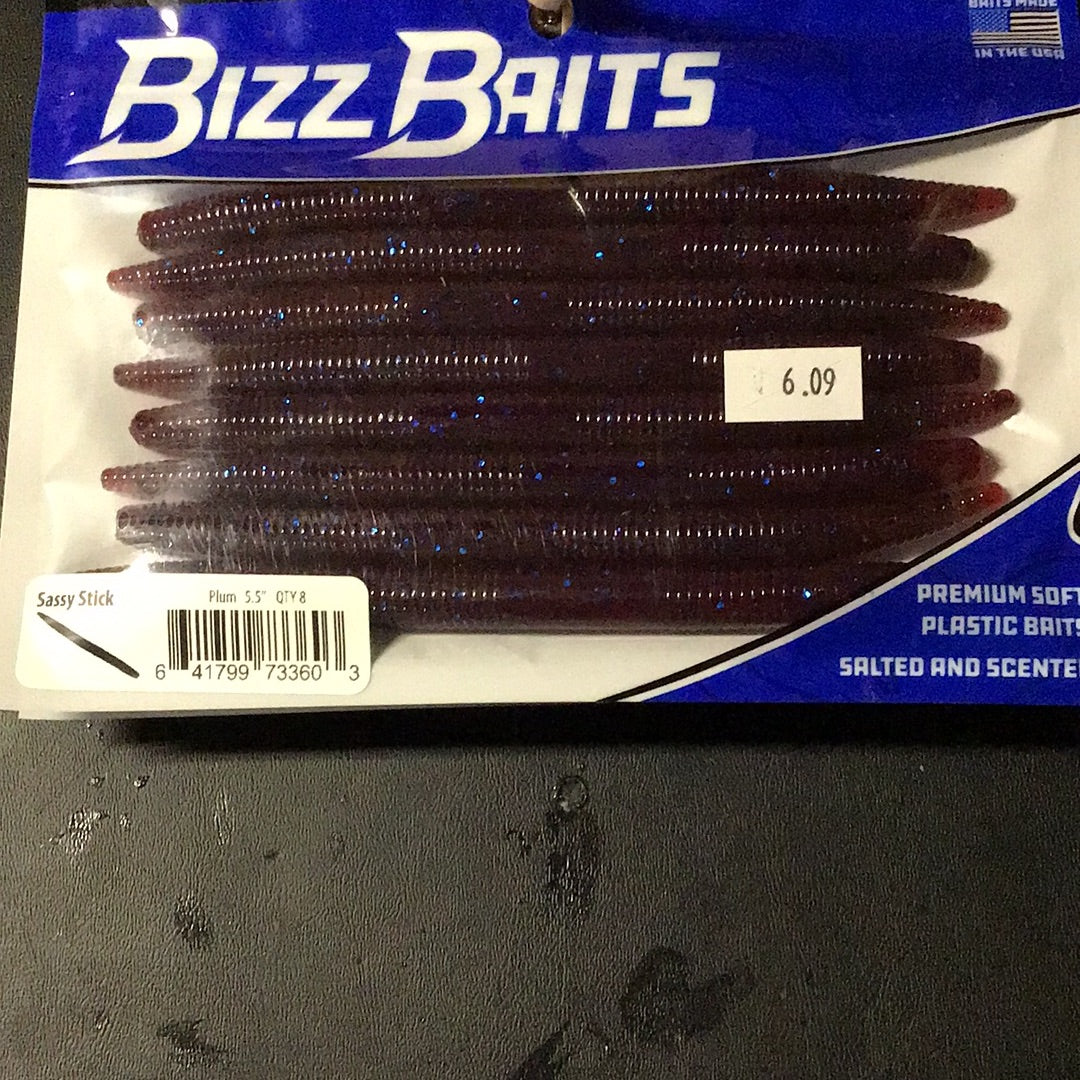 BAITS MADE
IN THE USA
BIZZ BAITS
6.09
Sassy Stick
Plum 5.5" QTY 8
6 41799 73360 3
PREMIUM SOFT
PLASTIC BAITS
SALTED AND SCENTE